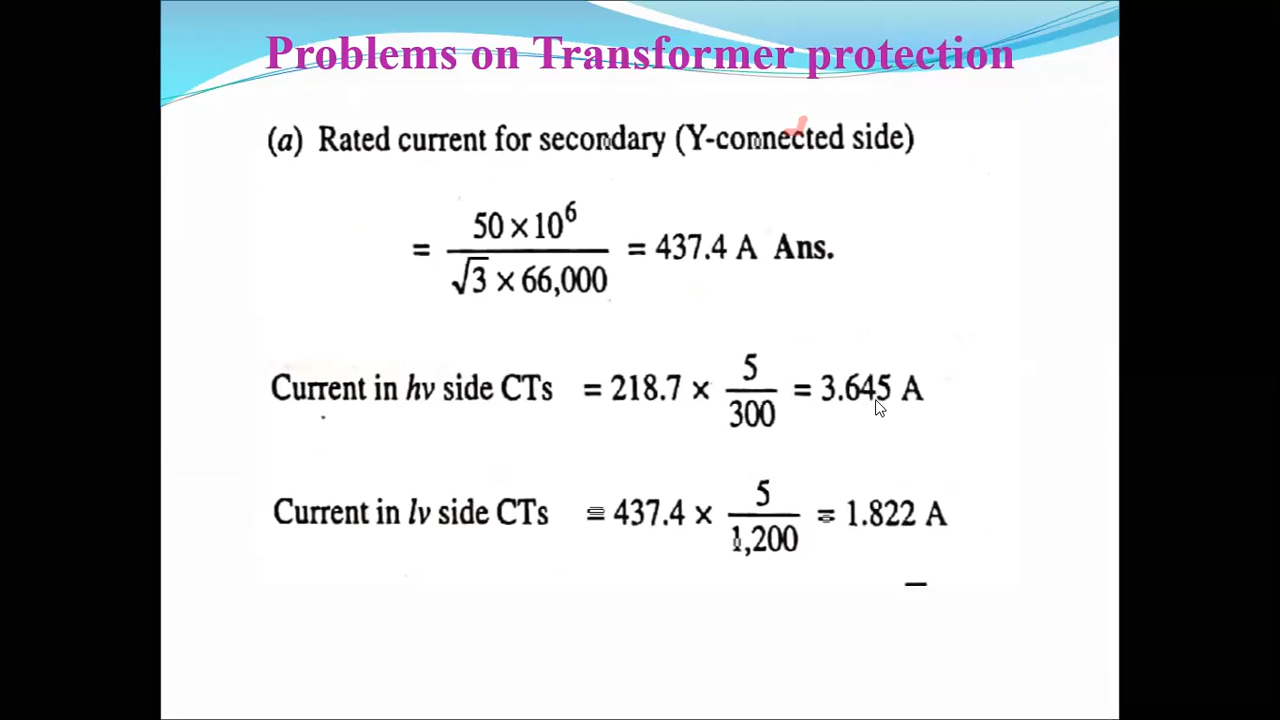 Problems on Transformer protection
(a) Rated current for secondary (Y-connected side)
= 50 × 10⁶ / √3 × 66,000 = 437.4 A Ans.
Current in hv side CTs = 218.7 × 5 / 300 = 3.645 A
Current in lv side CTs = 437.4 × 5 / 1,200 = 1.822 A